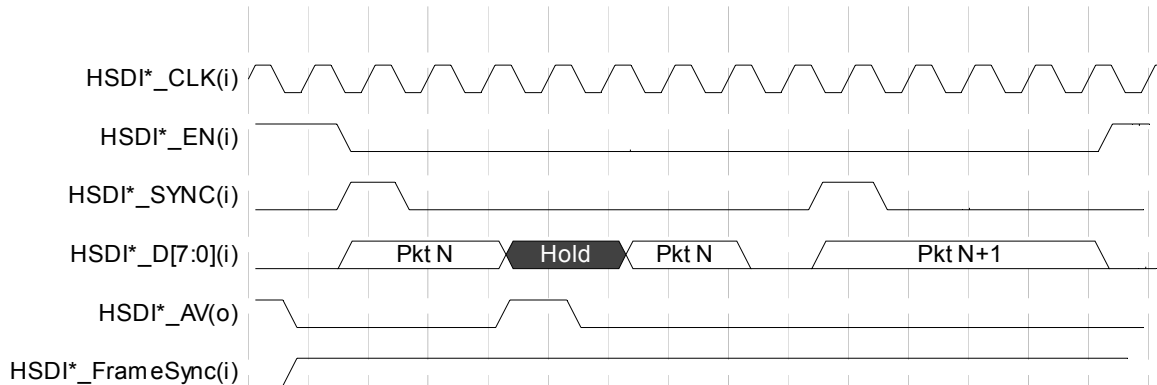 HSDI*_CLK(i)
HSDI*_EN(i)
HSDI*_SYNC(i)
HSDI*_D[7:0](i) Pkt N Hold Pkt N Pkt N+1
HSDI*_AV(o)
HSDI*_FrameSync(i)